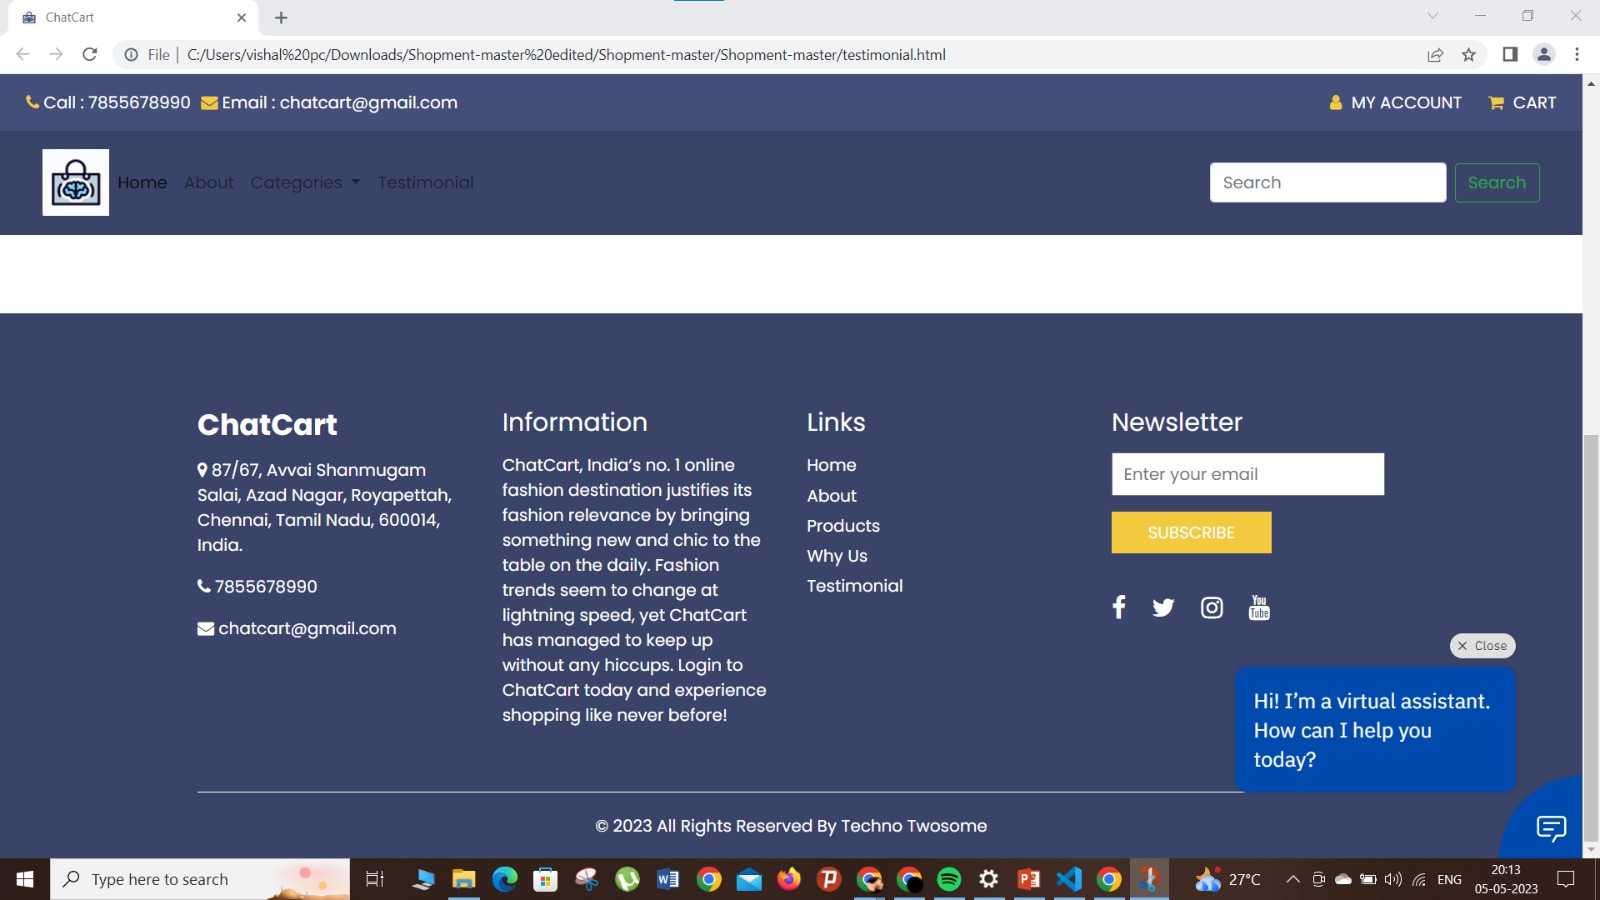 ChatCart
File | C:/Users/vishal%20pc/Downloads/Shopment-master%20edited/Shopment-master/Shopment-master/testimonial.html
Call : 7855678990 Email : chatcart@gmail.com MY ACCOUNT CART
Home About Categories Testimonial Search Search
ChatCart
87/67, Avvai Shanmugam
Salai, Azad Nagar, Royapettah,
Chennai, Tamil Nadu, 600014,
India.
7855678990
chatcart@gmail.com
Information
ChatCart, India’s no. 1 online
fashion destination justifies its
fashion relevance by bringing
something new and chic to the
table on the daily. Fashion
trends seem to change at
lightning speed, yet ChatCart
has managed to keep up
without any hiccups. Login to
ChatCart today and experience
shopping like never before!
Links
Home
About
Products
Why Us
Testimonial
Newsletter
Enter your email
SUBSCRIBE
You
Tube
Close
Hi! I’m a virtual assistant.
How can I help you
today?
© 2023 All Rights Reserved By Techno Twosome
Type here to search 27°C ENG 20:13
05-05-2023